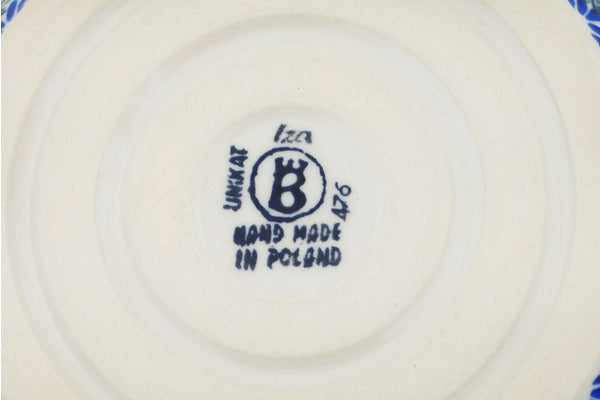 Iza
UNIKAT
B
476
HAND MADE
IN POLAND